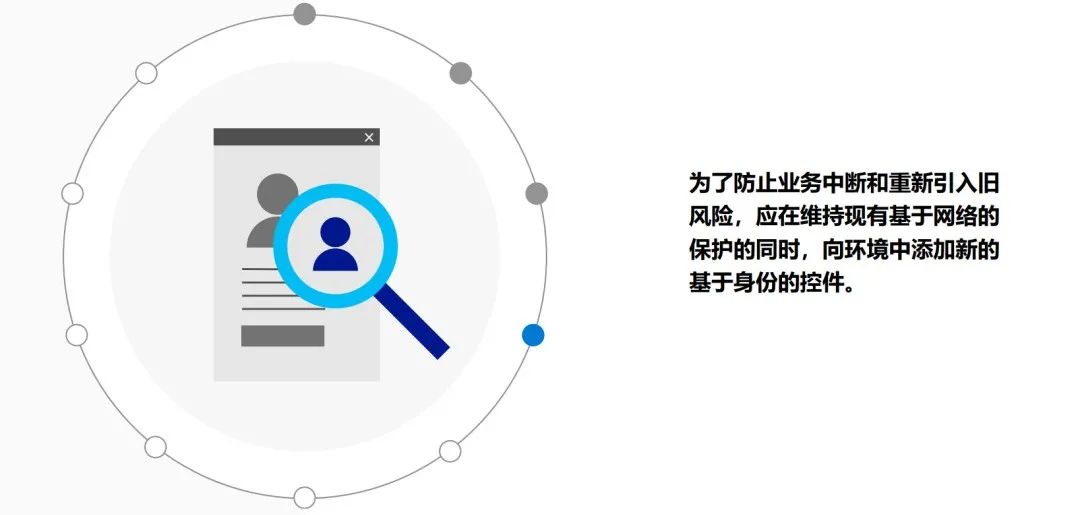 为了防止业务中断和重新引入旧
风险，应在维持现有基于网络的
保护的同时，向环境中添加新的
基于身份的控件。